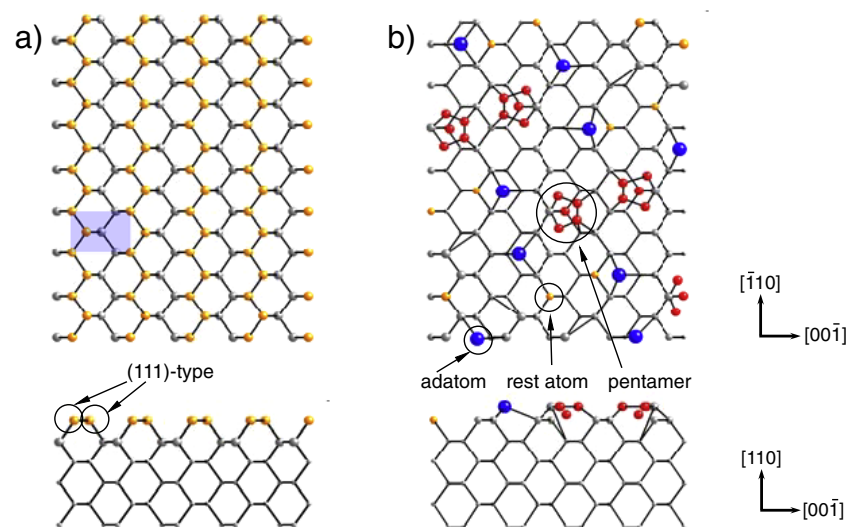 a)
b)
(111)-type
adatom
rest atom
pentamer
[1̄10]
[001̄]
[110]
[001̄]